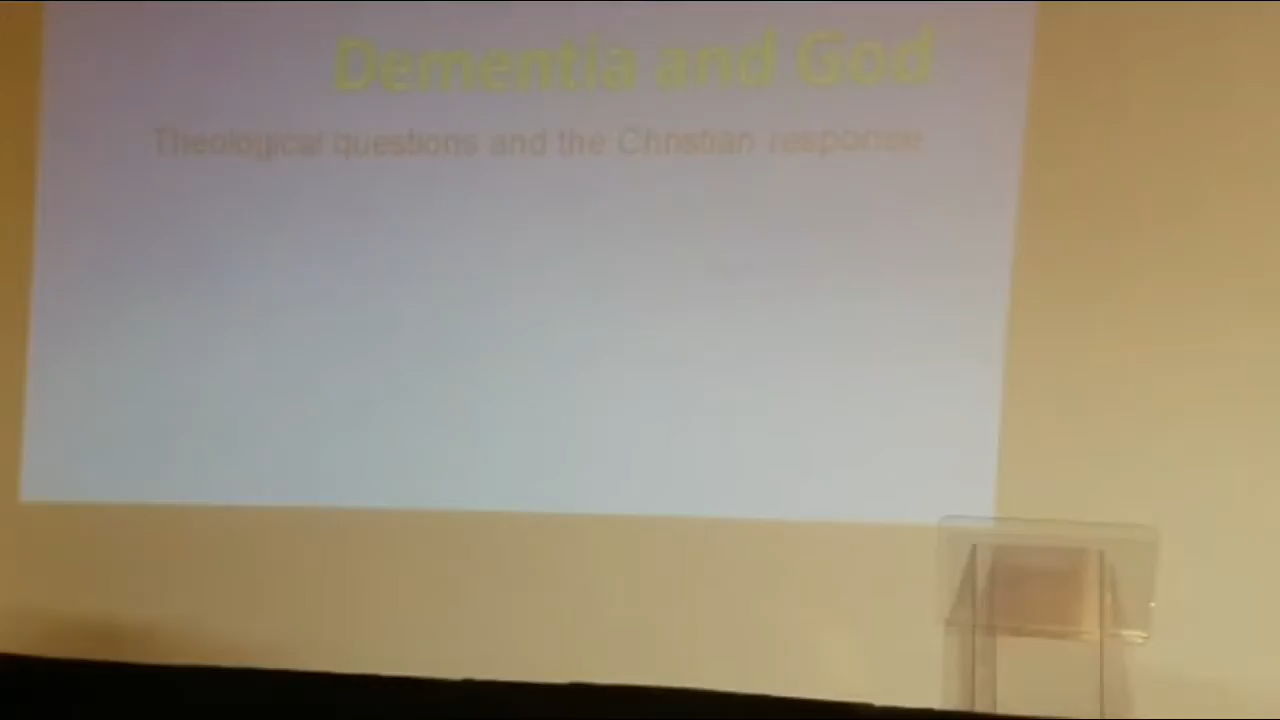 Dementia and God
Theological questions and the Christian response